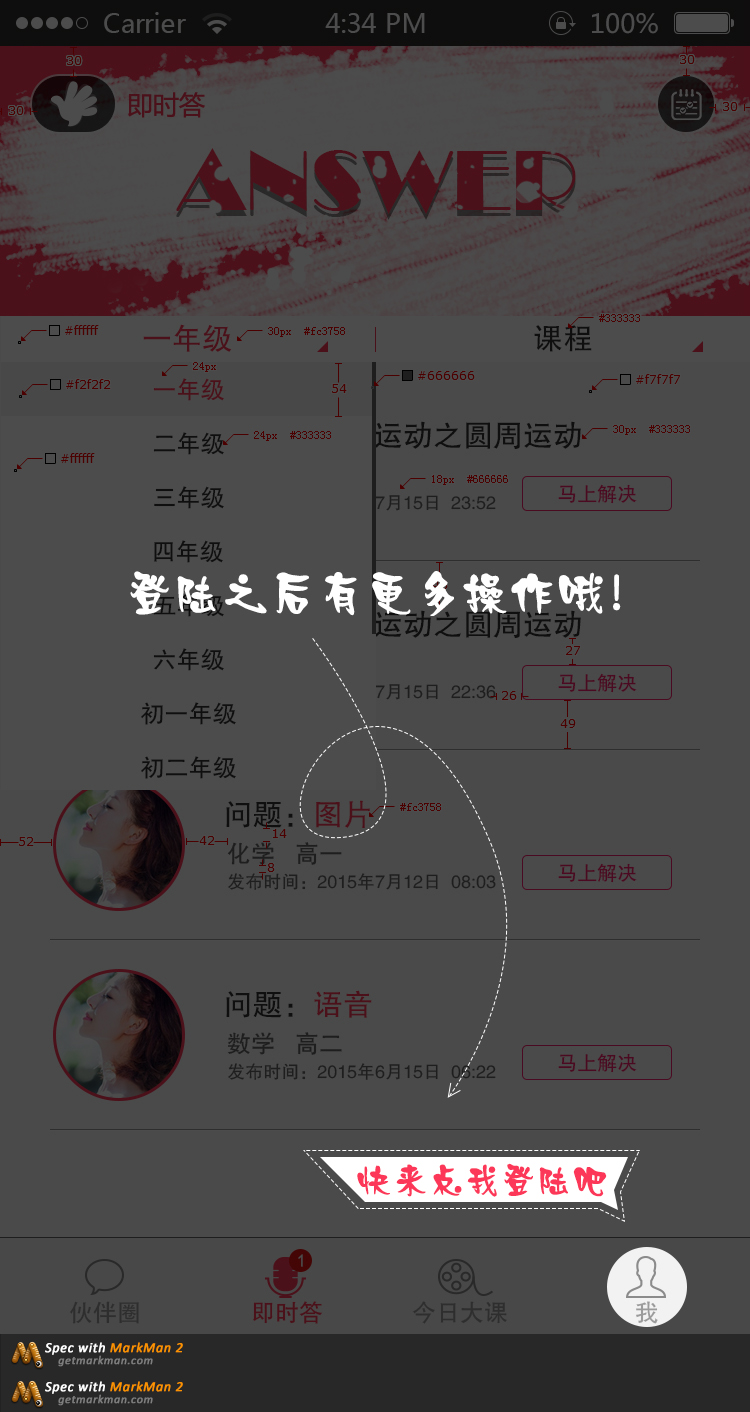 Carrier 4:34 PM 100%
30 30
30 即时答 30
ANSWER
#ffffff 一年级 30px #fc3758 课程 #333333
#f2f2f2 24px 一年级 54 #666666 #f7f7f7
二年级 24px #333333 运动之圆周运动 30px #333333
#ffffff
三年级 18px #666666
7月15日 23:52 马上解决
四年级
登陆之后有更多操作哦!
五年级 运动之圆周运动
27
六年级 7月15日 22:36 26 马上解决
初一年级 49
初二年级
问题：图片 #fc3758
52 42 14
化学 高一
8 发布时间：2015年7月12日 08:03 马上解决
问题：语音
数学 高二
发布时间：2015年6月15日 06:22 马上解决
快来点我登陆吧
1
伙伴圈 即时答 今日大课 我
Spec with MarkMan 2
getmarkman.com
Spec with MarkMan 2
getmarkman.com